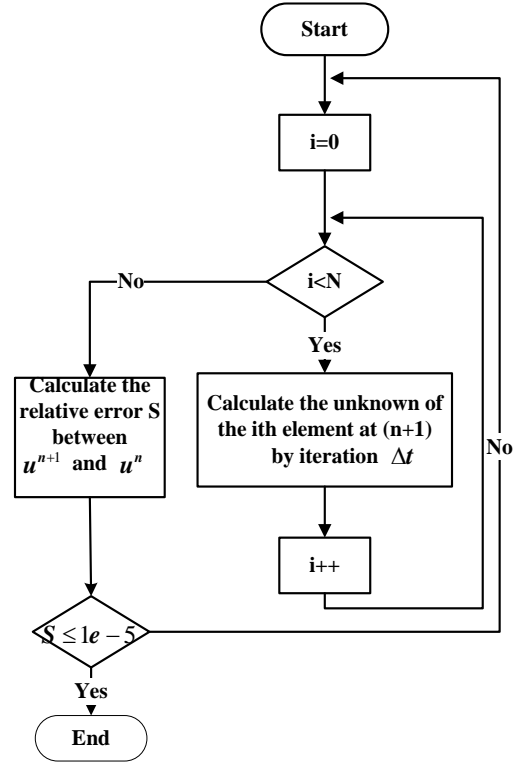 Start
i=0
i<N
No
Yes
Calculate the
relative error S
between
u^{n+1} and u^n
Calculate the unknown of
the ith element at (n+1)
by iteration Δt
No
i++
S ≤ 1e − 5
Yes
End